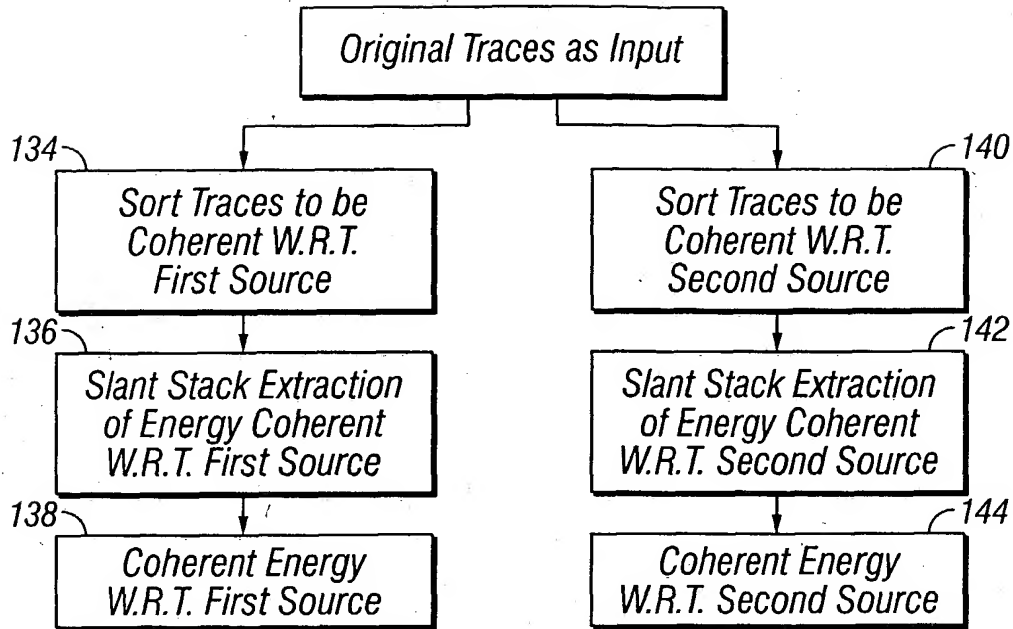 Original Traces as Input
134
Sort Traces to be
Coherent W.R.T.
First Source
140
Sort Traces to be
Coherent W.R.T.
Second Source
136
Slant Stack Extraction
of Energy Coherent
W.R.T. First Source
142
Slant Stack Extraction
of Energy Coherent
W.R.T. Second Source
138
Coherent Energy
W.R.T. First Source
144
Coherent Energy
W.R.T. Second Source